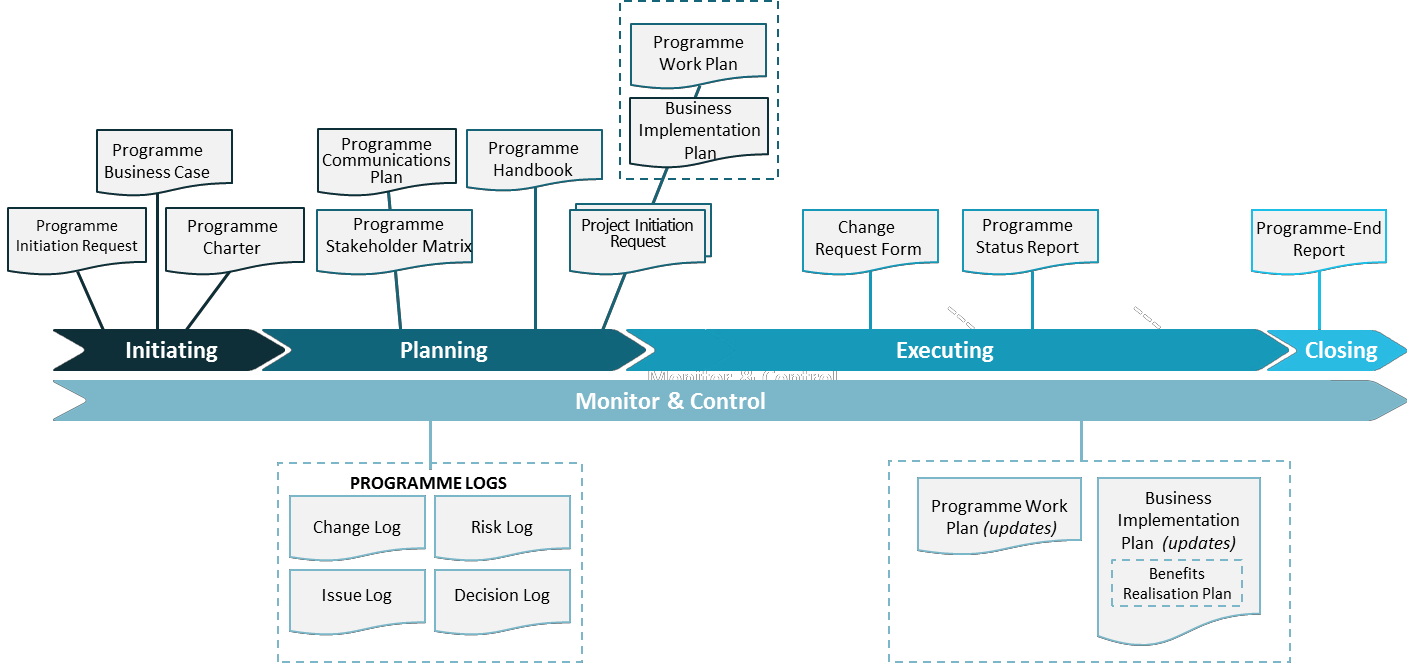 Programme
Work Plan
Business
Implementation
Plan
Programme
Business Case
Programme
Communications
Plan
Programme
Handbook
Programme
Initiation Request
Programme
Charter
Programme
Stakeholder Matrix
Project Initiation
Request
Change
Request Form
Programme
Status Report
Programme-End
Report
Initiating
Planning
Executing
Closing
Monitor & Control
Monitor & Control
PROGRAMME LOGS
Change Log
Risk Log
Issue Log
Decision Log
Programme Work
Plan (updates)
Business
Implementation
Plan (updates)
Benefits
Realisation Plan